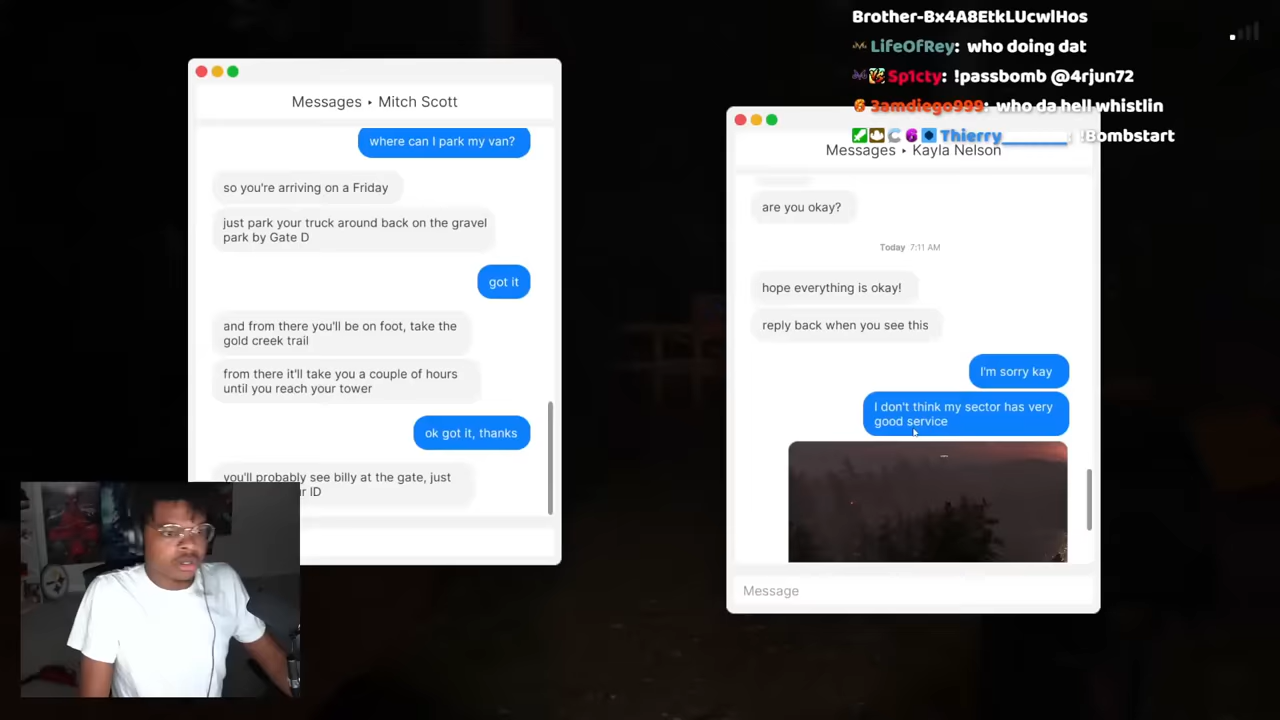 Brother-Bx4A8EtkLUcwlHos
LifeOfRey: who doing dat
Sp1cty: !passbomb @4rjun72
3amdiego999: who da hell whistlin
Thierry________: !Bombstart
Messages ▸ Mitch Scott
where can I park my van?
so you're arriving on a Friday
just park your truck around back on the gravel
park by Gate D
got it
and from there you'll be on foot, take the
gold creek trail
from there it'll take you a couple of hours
until you reach your tower
ok got it, thanks
you'll probably see billy at the gate, just
ID
Messages ▸ Kayla Nelson
are you okay?
Today 7:11 AM
hope everything is okay!
reply back when you see this
I'm sorry kay
I don't think my sector has very
good service
Message